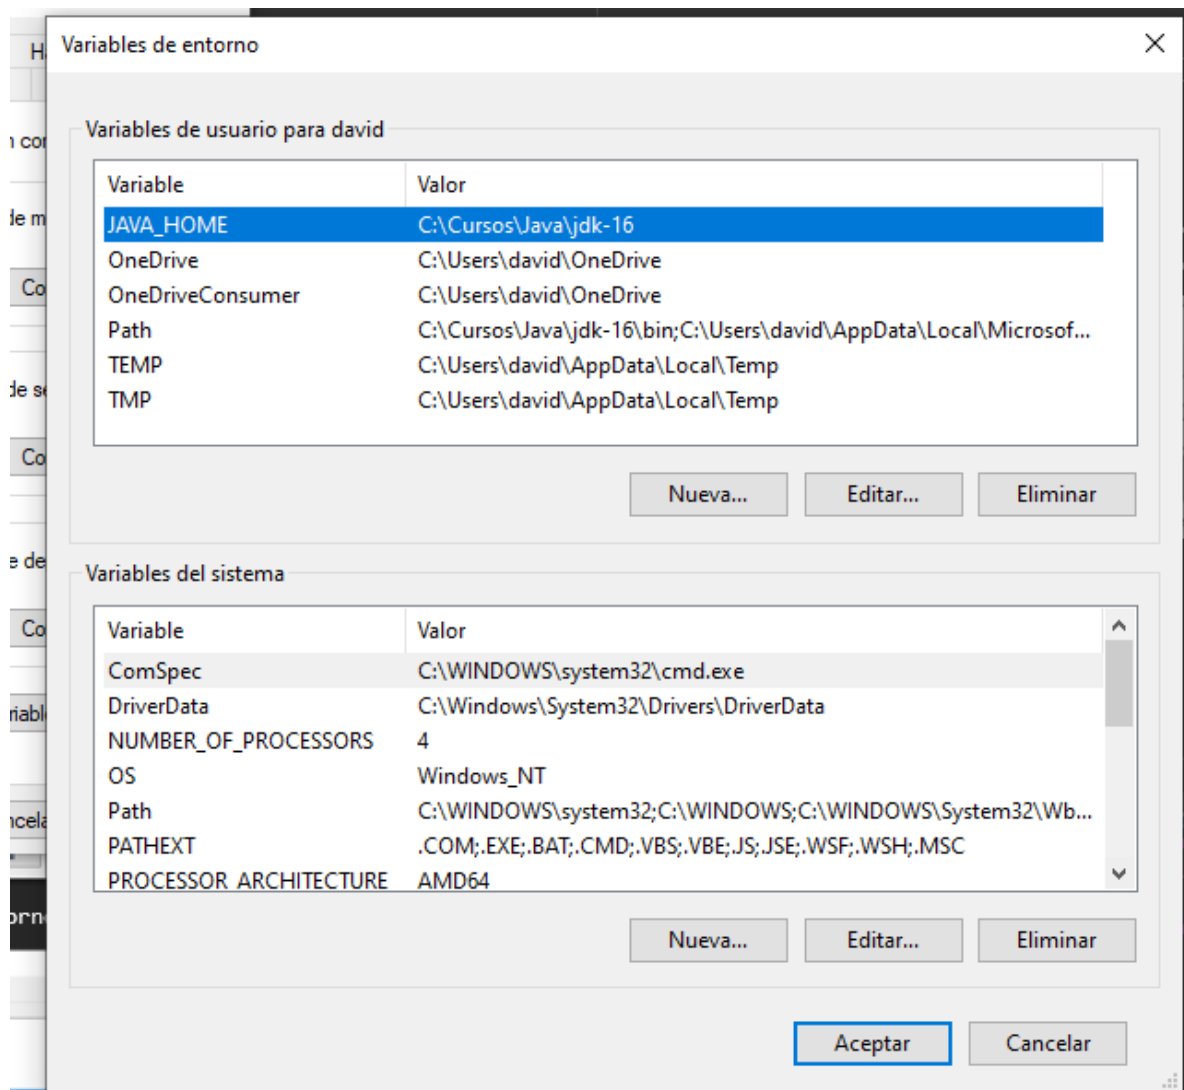 Variables de entorno
Variables de usuario para david
Variable Valor
JAVA_HOME C:\Cursos\Java\jdk-16
OneDrive C:\Users\david\OneDrive
OneDriveConsumer C:\Users\david\OneDrive
Path C:\Cursos\Java\jdk-16\bin;C:\Users\david\AppData\Local\Microsof...
TEMP C:\Users\david\AppData\Local\Temp
TMP C:\Users\david\AppData\Local\Temp
Nueva... Editar... Eliminar
Variables del sistema
Variable Valor
ComSpec C:\WINDOWS\system32\cmd.exe
DriverData C:\Windows\System32\Drivers\DriverData
NUMBER_OF_PROCESSORS 4
OS Windows_NT
Path C:\WINDOWS\system32;C:\WINDOWS;C:\WINDOWS\System32\Wb...
PATHEXT .COM;.EXE;.BAT;.CMD;.VBS;.VBE;.JS;.JSE;.WSF;.WSH;.MSC
PROCESSOR_ARCHITECTURE AMD64
Nueva... Editar... Eliminar
Aceptar Cancelar